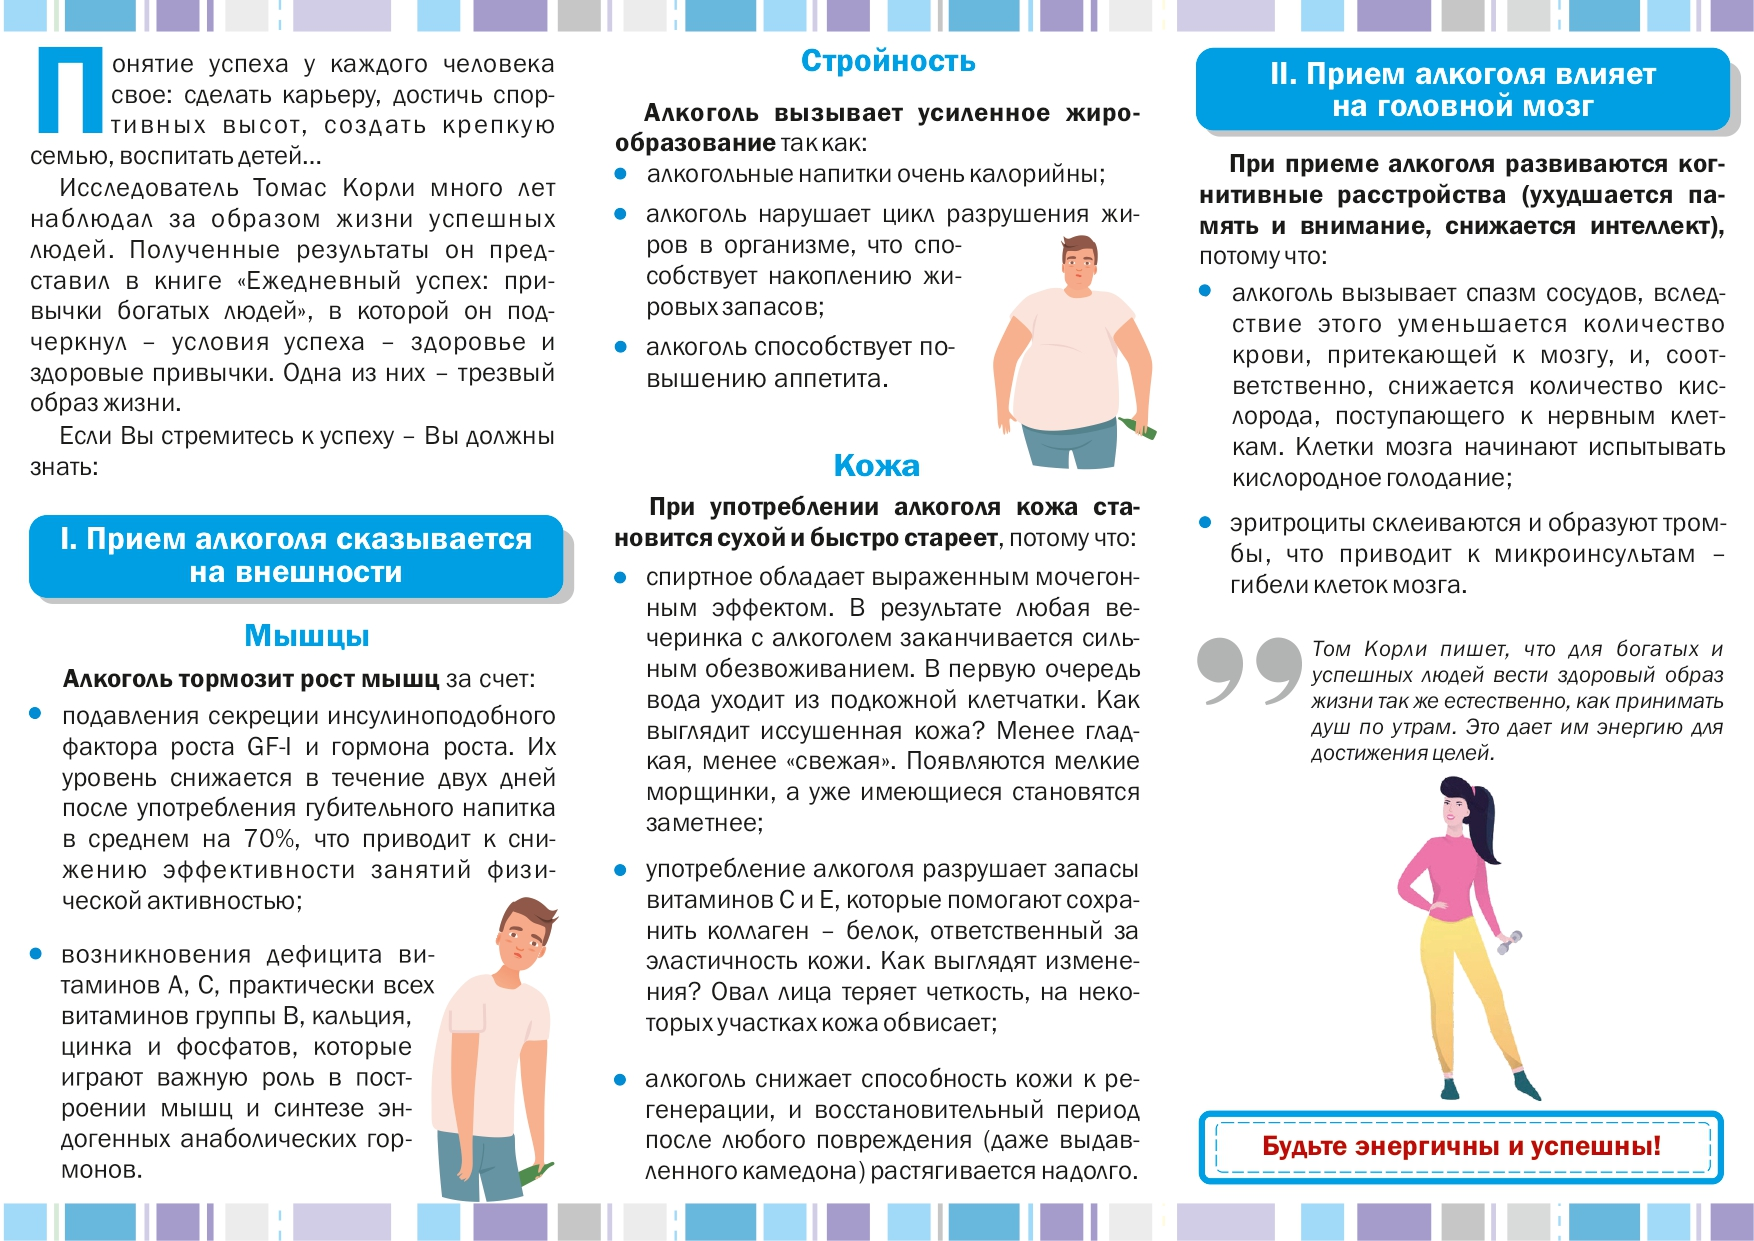 Понятие успеха у каждого человека
свое: сделать карьеру, достичь спор-
тивных высот, создать крепкую
семью, воспитать детей...
Исследователь Томас Корли много лет
наблюдал за образом жизни успешных
людей. Полученные результаты он пред-
ставил в книге «Ежедневный успех: при-
вычки богатых людей», в которой он под-
черкнул – условия успеха – здоровье и
здоровые привычки. Одна из них – трезвый
образ жизни.
Если Вы стремитесь к успеху – Вы должны
знать:
I. Прием алкоголя сказывается
на внешности
Мышцы
Алкоголь тормозит рост мышц за счет:
• подавления секреции инсулиноподобного
фактора роста GF-I и гормона роста. Их
уровень снижается в течение двух дней
после употребления губительного напитка
в среднем на 70%, что приводит к сни-
жению эффективности занятий физи-
ческой активностью;
• возникновения дефицита ви-
таминов А, С, практически всех
витаминов группы В, кальция,
цинка и фосфатов, которые
играют важную роль в пост-
роении мышц и синтезе эн-
догенных анаболических гор-
монов.
Стройность
Алкоголь вызывает усиленное жиро-
образование так как:
• алкогольные напитки очень калорийны;
• алкоголь нарушает цикл разрушения жи-
ров в организме, что спо-
собствует накоплению жи-
ровых запасов;
• алкоголь способствует по-
вышению аппетита.
Кожа
При употреблении алкоголя кожа ста-
новится сухой и быстро стареет, потому что:
• спиртное обладает выраженным мочегон-
ным эффектом. В результате любая ве-
черинка с алкоголем заканчивается силь-
ным обезвоживанием. В первую очередь
вода уходит из подкожной клетчатки. Как
выглядит иссушенная кожа? Менее глад-
кая, менее «свежая». Появляются мелкие
морщинки, а уже имеющиеся становятся
заметнее;
• употребление алкоголя разрушает запасы
витаминов С и Е, которые помогают сохра-
нить коллаген – белок, ответственный за
эластичность кожи. Как выглядят измене-
ния? Овал лица теряет четкость, на неко-
торых участках кожа обвисает;
• алкоголь снижает способность кожи к ре-
генерации, и восстановительный период
после любого повреждения (даже выдав-
ленного камедона) растягивается надолго.
II. Прием алкоголя влияет
на головной мозг
При приеме алкоголя развиваются ког-
нитивные расстройства (ухудшается па-
мять и внимание, снижается интеллект),
потому что:
• алкоголь вызывает спазм сосудов, вслед-
ствие этого уменьшается количество
крови, притекающей к мозгу, и, соот-
ветственно, снижается количество кис-
лорода, поступающего к нервным клет-
кам. Клетки мозга начинают испытывать
кислородное голодание;
• эритроциты склеиваются и образуют тром-
бы, что приводит к микроинсультам –
гибели клеток мозга.
Том Корли пишет, что для богатых и
успешных людей вести здоровый образ
жизни так же естественно, как принимать
душ по утрам. Это дает им энергию для
достижения целей.
Будьте энергичны и успешны!